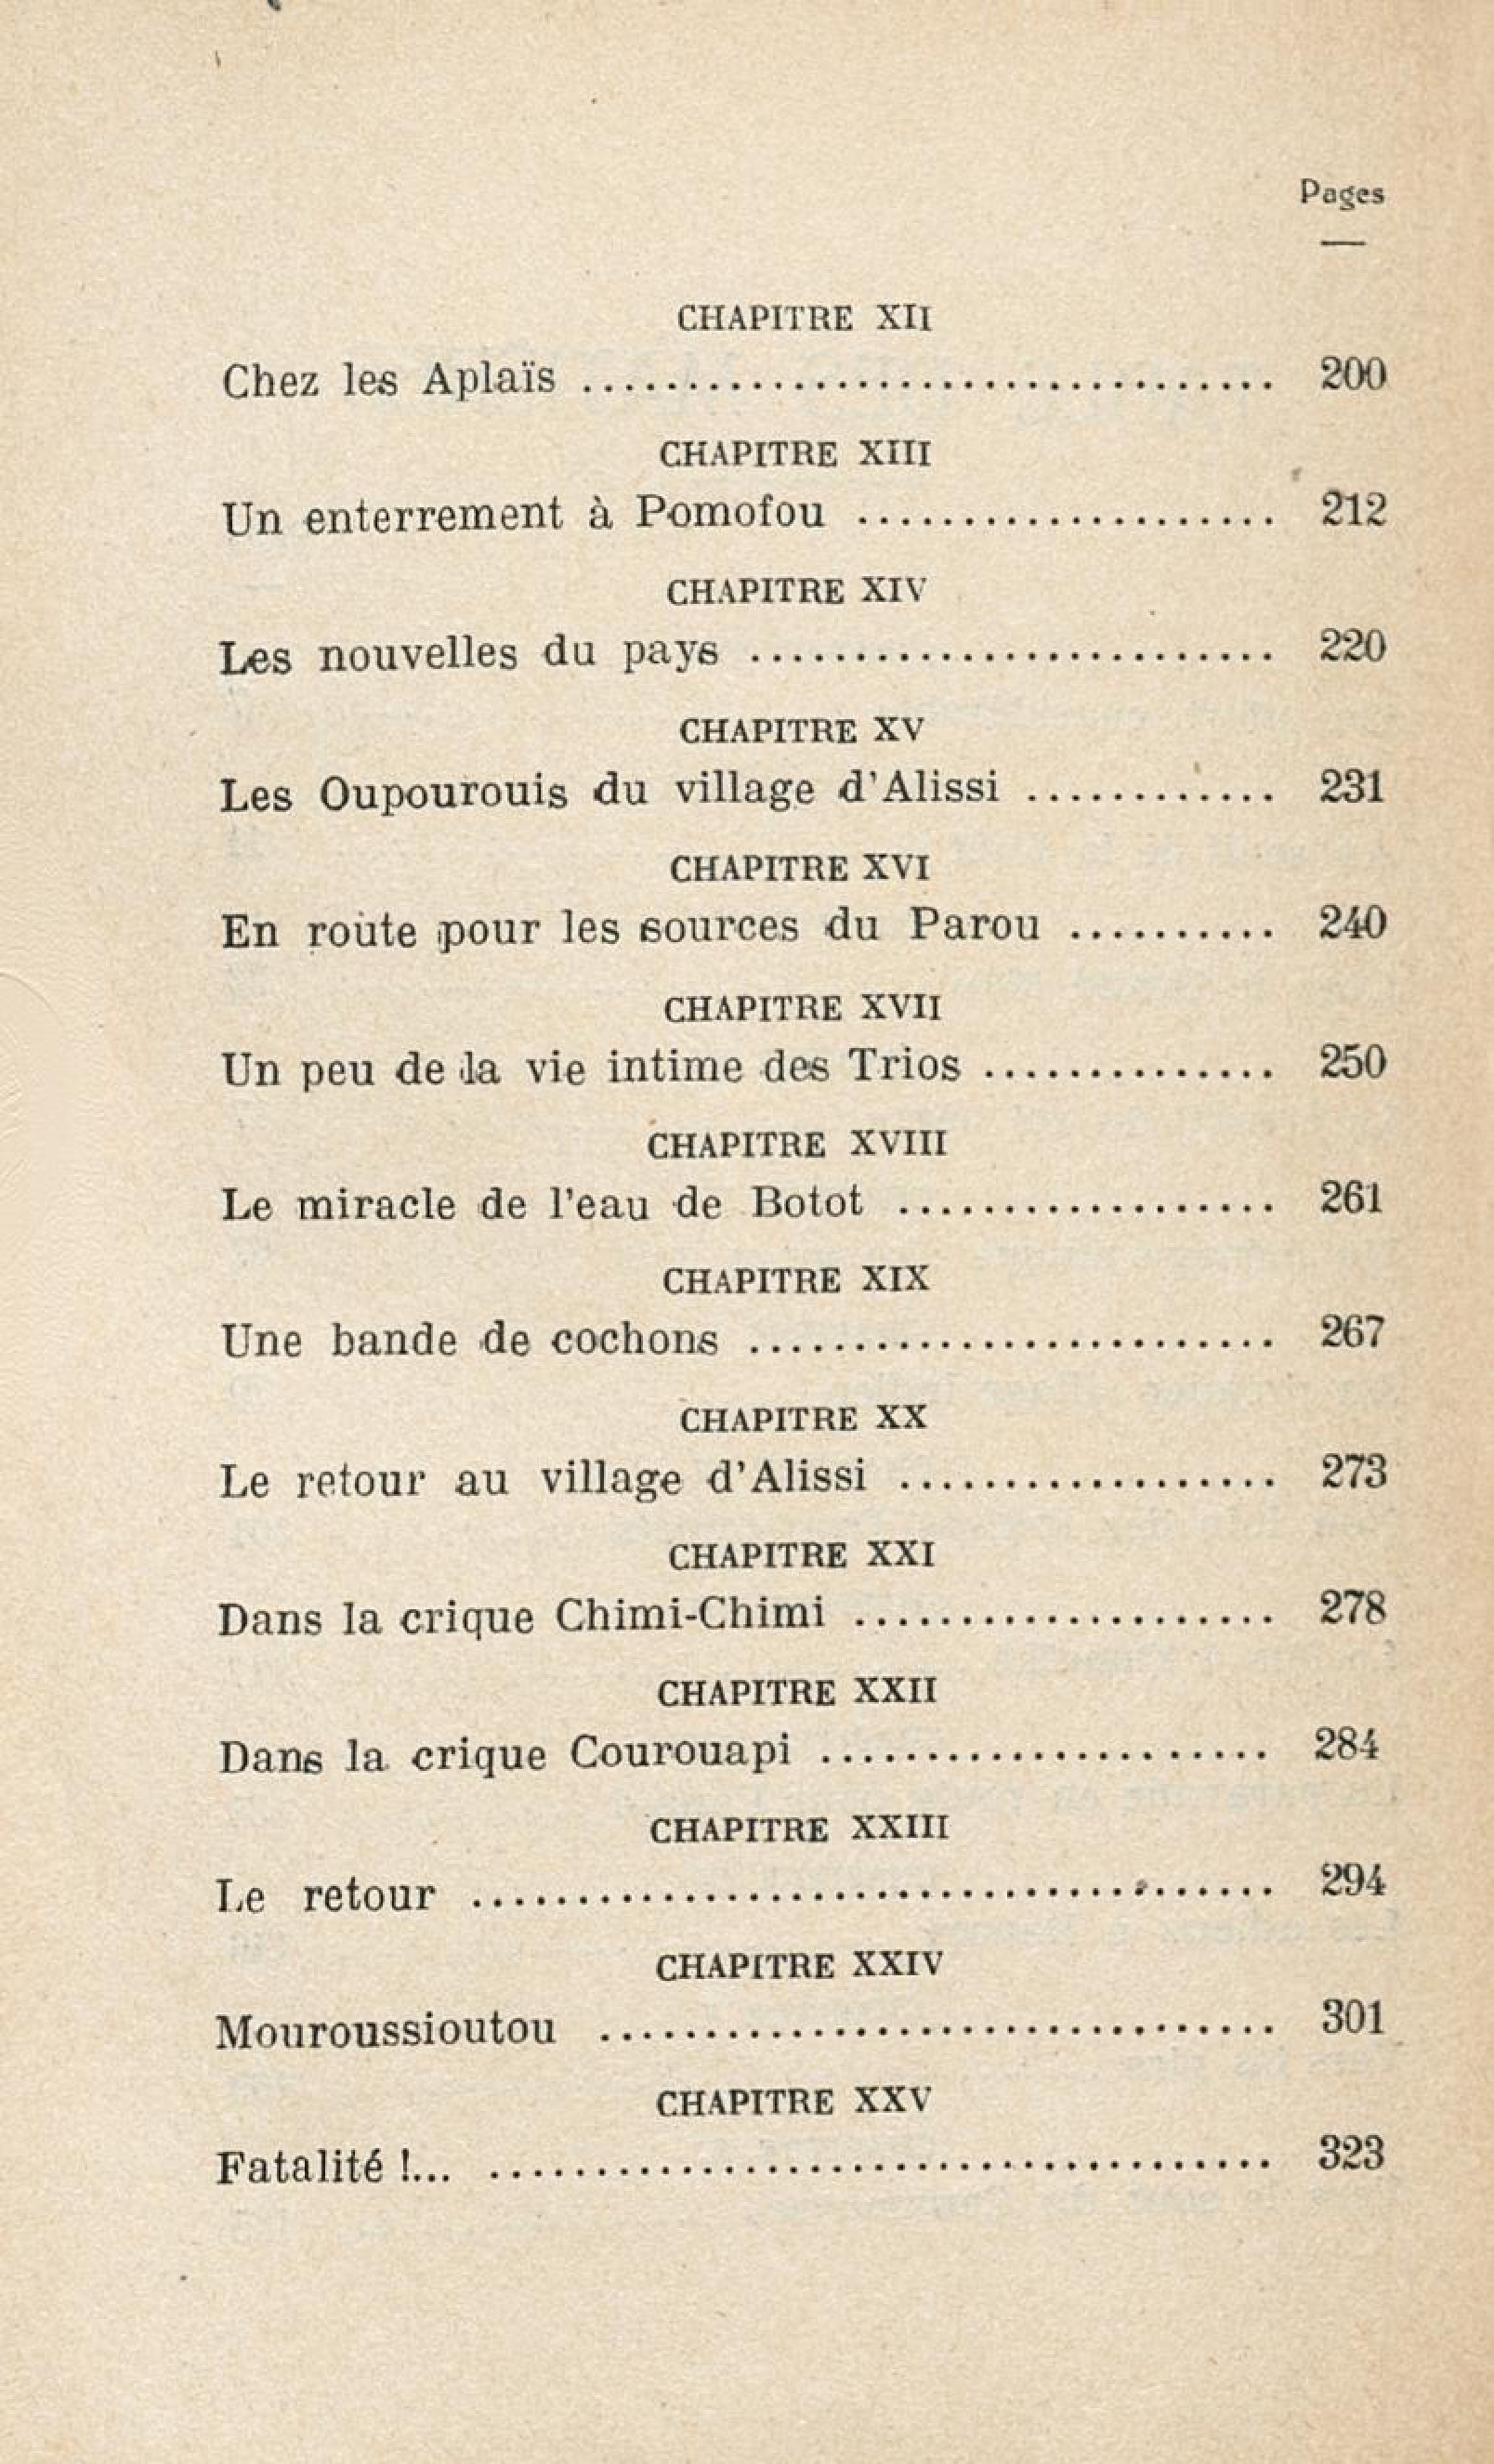 Pages
CHAPITRE XII
Chez les Aplaïs ................................. 200
CHAPITRE XIII
Un enterrement à Pomofou .................... 212
CHAPITRE XIV
Les nouvelles du pays ......................... 220
CHAPITRE XV
Les Oupourouis du village d'Alissi ............ 231
CHAPITRE XVI
En route pour les sources du Parou .......... 240
CHAPITRE XVII
Un peu de la vie intime des Trios .............. 250
CHAPITRE XVIII
Le miracle de l'eau de Botot .................. 261
CHAPITRE XIX
Une bande de cochons ......................... 267
CHAPITRE XX
Le retour au village d'Alissi .................. 273
CHAPITRE XXI
Dans la crique Chimi-Chimi .................... 278
CHAPITRE XXII
Dans la crique Courouapi ..................... 284
CHAPITRE XXIII
Le retour ...................................... 294
CHAPITRE XXIV
Mouroussioutou ................................ 301
CHAPITRE XXV
Fatalité !... ..................................... 323